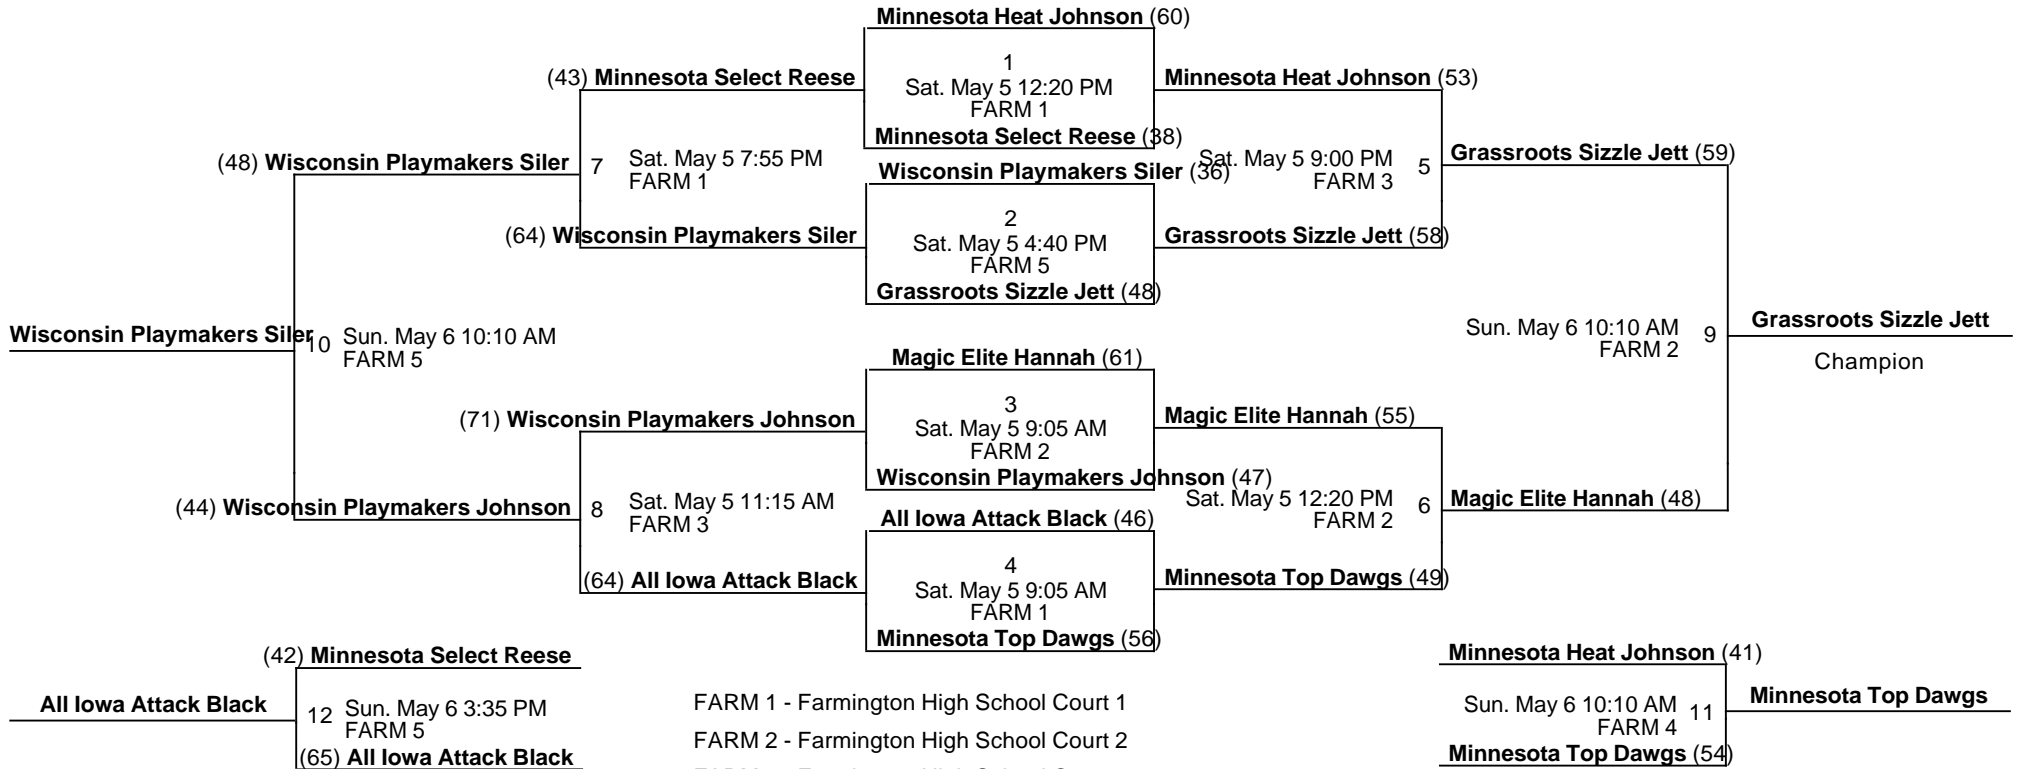 Minnesota Heat Johnson (60)
1
Sat. May 5 12:20 PM
FARM 1
Minnesota Select Reese (38)
(43) Minnesota Select Reese
Minnesota Heat Johnson (53)
(48) Wisconsin Playmakers Siler
7 Sat. May 5 7:55 PM
FARM 1
Sat. May 5 9:00 PM 5
FARM 3
Grassroots Sizzle Jett (59)
Wisconsin Playmakers Siler (36)
2
Sat. May 5 4:40 PM
FARM 5
Grassroots Sizzle Jett (48)
(64) Wisconsin Playmakers Siler
Grassroots Sizzle Jett (58)
Wisconsin Playmakers Siler
10 Sun. May 6 10:10 AM
FARM 5
Sun. May 6 10:10 AM 9
FARM 2
Grassroots Sizzle Jett
Champion
Magic Elite Hannah (61)
3
Sat. May 5 9:05 AM
FARM 2
Wisconsin Playmakers Johnson (47)
(71) Wisconsin Playmakers Johnson
Magic Elite Hannah (55)
(44) Wisconsin Playmakers Johnson
8 Sat. May 5 11:15 AM
FARM 3
Sat. May 5 12:20 PM 6
FARM 2
Magic Elite Hannah (48)
All Iowa Attack Black (46)
4
Sat. May 5 9:05 AM
FARM 1
Minnesota Top Dawgs (56)
(64) All Iowa Attack Black
Minnesota Top Dawgs (49)
(42) Minnesota Select Reese
All Iowa Attack Black
12 Sun. May 6 3:35 PM
FARM 5
(65) All Iowa Attack Black
FARM 1 - Farmington High School Court 1
FARM 2 - Farmington High School Court 2
Minnesota Heat Johnson (41)
Sun. May 6 10:10 AM 11
FARM 4
Minnesota Top Dawgs
Minnesota Top Dawgs (54)